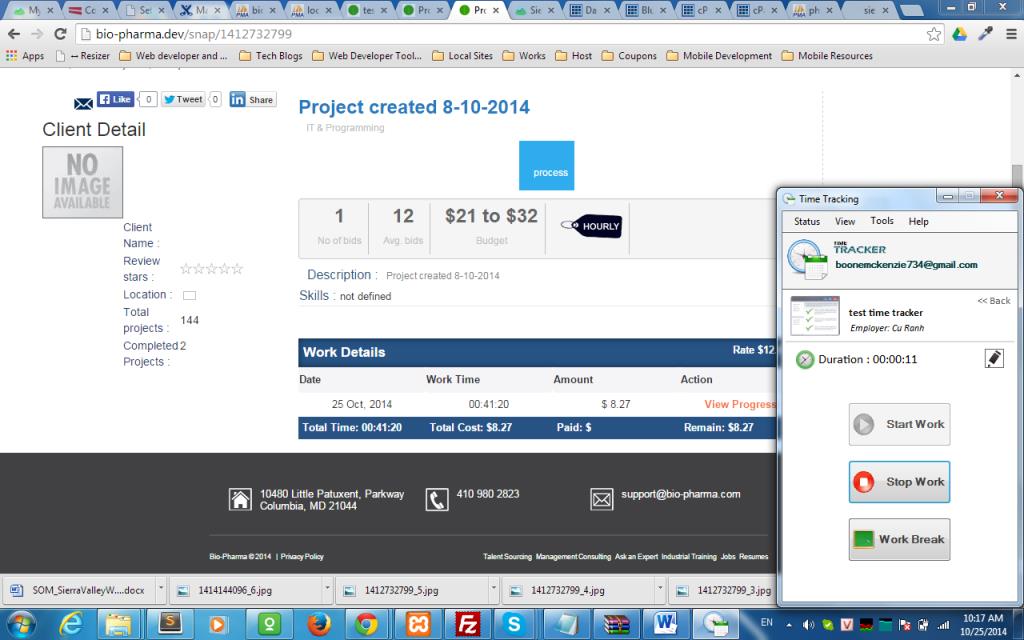 My
Co
Set
Ma
bio
loc
tes
Pro
Pro
Sie
Da
Blu
cP
cPa
ph
sie
bio-pharma.dev/snap/1412732799
Apps
-- Resizer
Web developer and ...
Tech Blogs
Web Developer Tool...
Local Sites
Works
Host
Coupons
Mobile Development
Mobile Resources
Like 0 Tweet 0 in Share
Client Detail
NO
IMAGE
AVAILABLE
Client
Name :
Review
stars :
Location :
Total
projects :
144
Completed 2
Projects :
Project created 8-10-2014
IT & Programming
process
1 12 $21 to $32 HOURLY
No of bids Avg. bids Budget
Description : Project created 8-10-2014
Skills : not defined
Work Details Rate $12
Date Work Time Amount Action
25 Oct, 2014 00:41:20 $ 8.27 View Progress
Total Time: 00:41:20 Total Cost: $8.27 Paid: $ Remain: $8.27
10480 Little Patuxent, Parkway
Columbia, MD 21044
410 980 2823
support@bio-pharma.com
Bio-Pharma © 2014 | Privacy Policy
Talent Sourcing Management Consulting Ask an Expert Industrial Training Jobs Resumes
Time Tracking
Status View Tools Help
TIME
TRACKER
boonemckenzie734@gmail.com
<< Back
test time tracker
Employer: Cu Ranh
Duration : 00:00:11
Start Work
Stop Work
Work Break
SOM_SierraValleyW....docx
1414144096_6.jpg
1412732799_5.jpg
1412732799_4.jpg
1412732799_3.jpg
EN
10:17 AM
10/25/2014